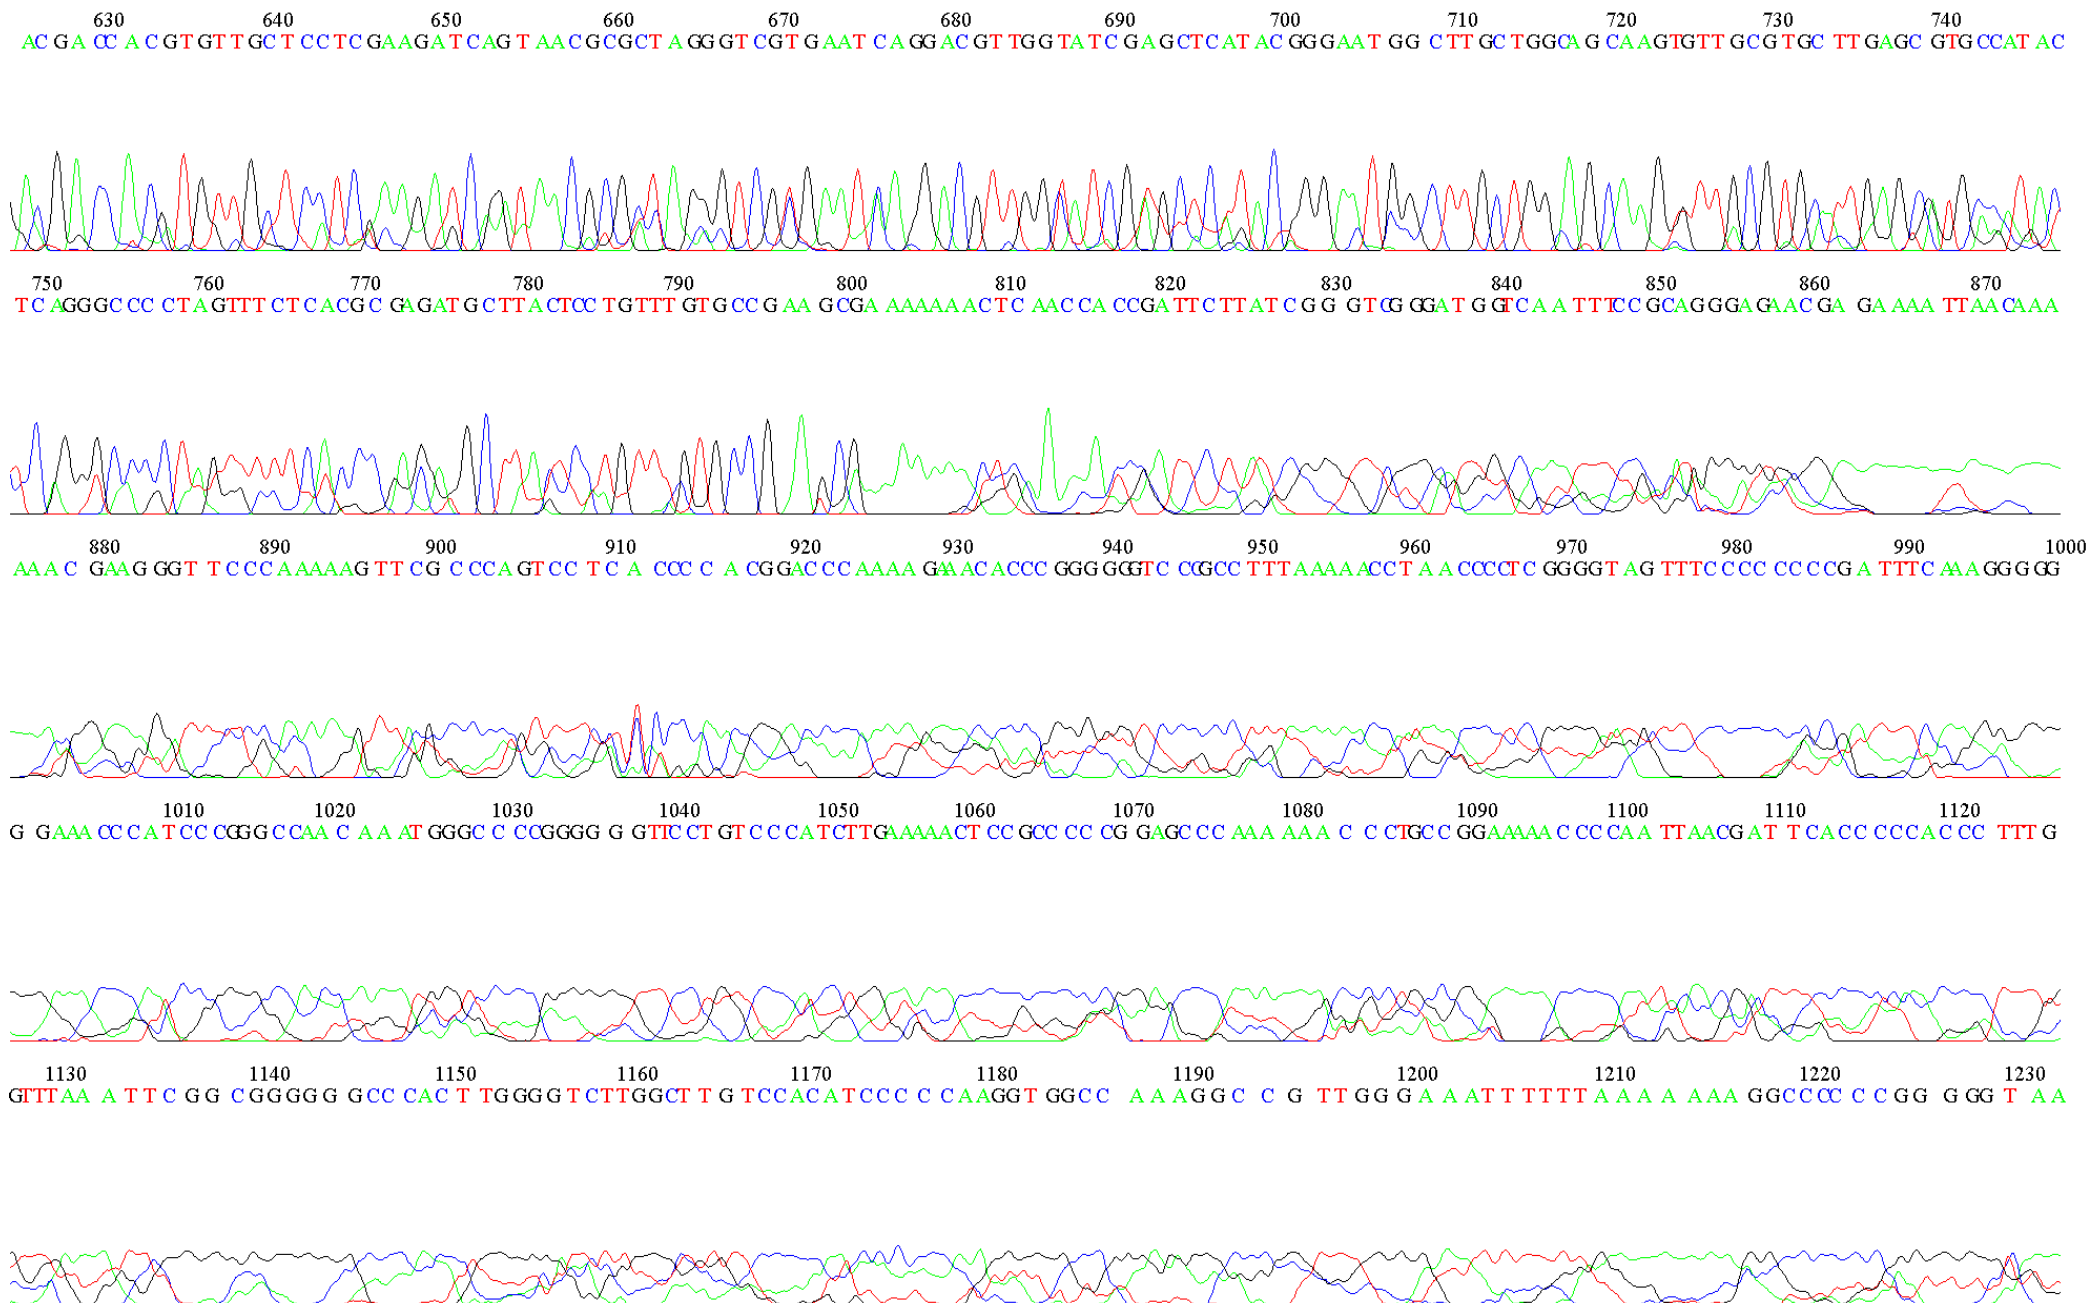 630 640 650 660 670 680 690 700 710 720 730 740
ACGACCACGTGTTGCTCCTCGAAGATCAGTAACGCGCTAGGGTCGTGAATCAGGACGTTGGTATCGAGCTCATACGGGAATGGCTTGCTGGCAGCAAGTGTTGCGTGCTTGAGCGTGCCATAC
750 760 770 780 790 800 810 820 830 840 850 860 870
TCAGGGCCCCTAGTTTCTCACGCGAGATGCTTACTCCTGTTTGTGCCGAAGCGAAAAAAACTCAACCACCGATTCTTATCGGGTCGGGATGGTCAATTTCCGCAGGGAGAACGAGAAAATTAACAAA
880 890 900 910 920 930 940 950 960 970 980 990 1000
AAACGAAGGGTTCCCAAAAAGTTCGCCCAGTCCTCACCCCACGGACCCAAAAGAAACACCCGGGGGGTCCCGCCTTTAAAAACCTAACCCCTCGGGGTAGTTTCCCCCCCCGATTTCAAAGGGGG
1010 1020 1030 1040 1050 1060 1070 1080 1090 1100 1110 1120
GGAAACCCATCCCGGGCCAACAAATGGGCCCCGGGGGGTTCCTGTCCCATCTTGAAAAACTCCGCCCCCGGAGCCCAAAAAACCCTGCCGGAAAAACCCCAATTAACGATTCACCCCCACCCTTTG
1130 1140 1150 1160 1170 1180 1190 1200 1210 1220 1230
GTTTAAATTCGGCGGGGGGCCCACTTGGGGTCTTGGCTTGTCCACATCCCCCAAGGTGGCCAAAGGCCGTTGGGAAATTTTTTAAAAAAAGGCCCCCCGGGGGTAA